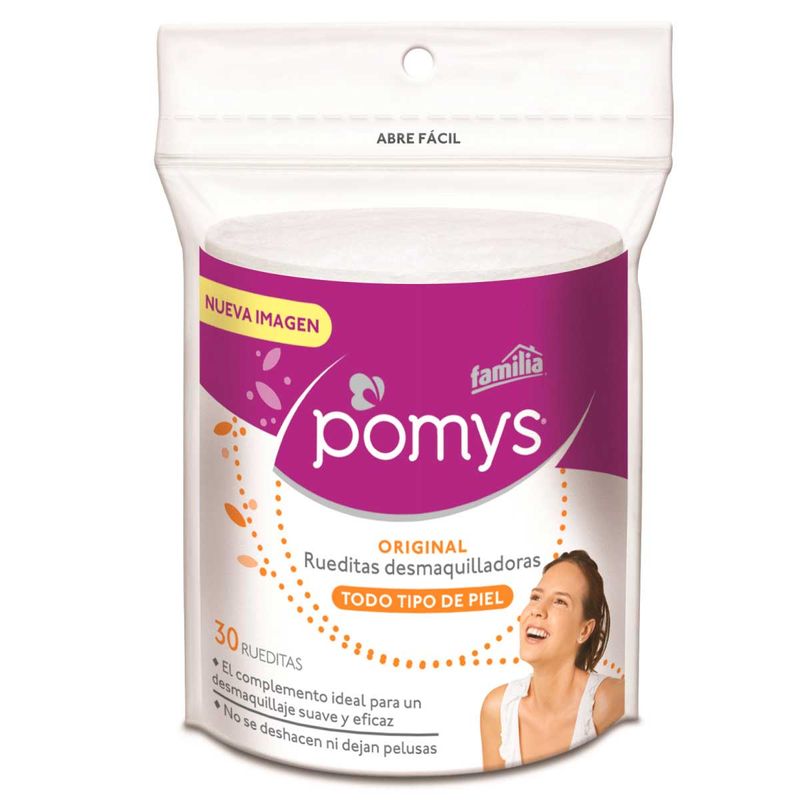 ABRE FÁCIL
NUEVA IMAGEN
familia
pomys
ORIGINAL
Rueditas desmaquilladoras
TODO TIPO DE PIEL
30 RUEDITAS
♦ El complemento ideal para un
desmaquillaje suave y eficaz
♦ No se deshacen ni dejan pelusas